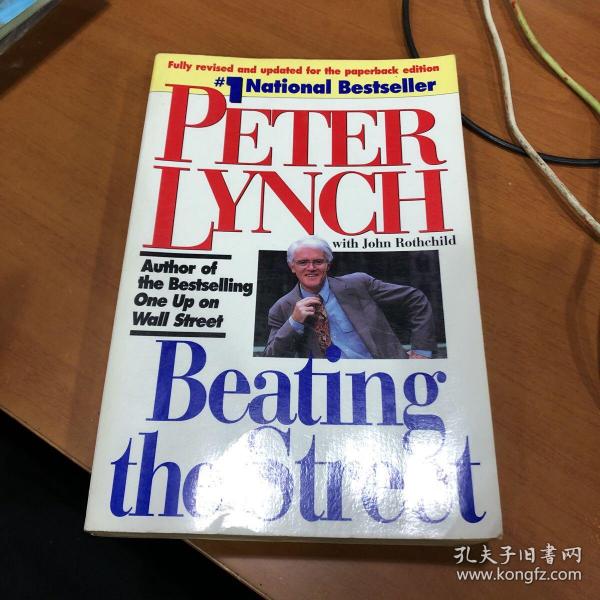 Fully revised and updated for the paperback edition
#1 National Bestseller
PETER
LYNCH
with John Rothchild
Author of
the Bestselling
One Up on
Wall Street
Beating
the Street
孔夫子旧书网
www.kongfz.com